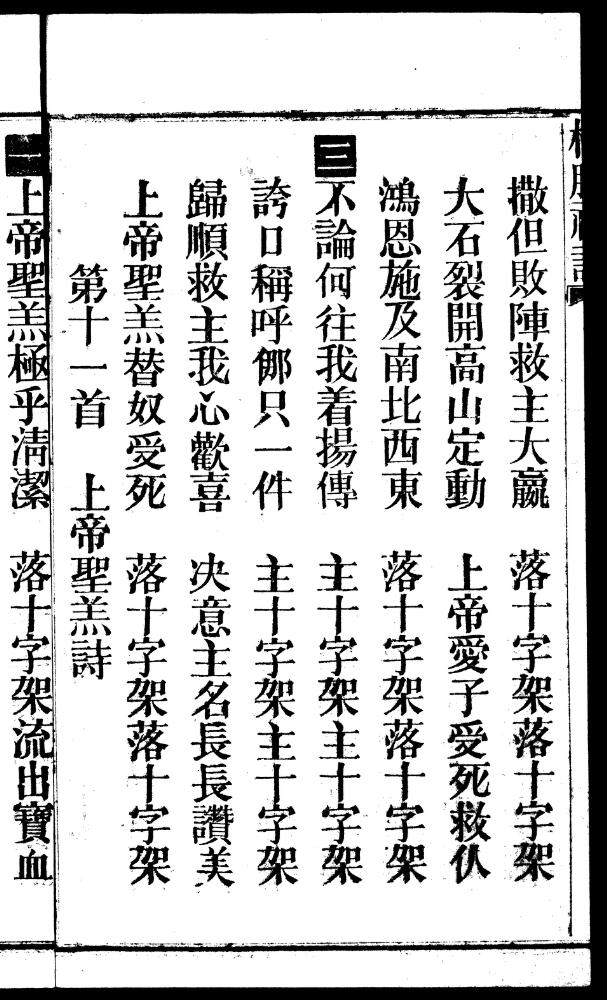 撒但敗陣救主大嬴　落十字架落十字架
大石裂開高山定動　上帝愛子受死救仇
鴻恩施及南北西東　落十字架落十字架
三 不論何往我着揚傳　主十字架主十字架
誇口稱呼㑚只一件　主十字架主十字架
歸順救主我心歡喜　决意主名長長讚美
上帝聖羔替奴受死　落十字架落十字架
第十一首　上帝聖羔詩
一 上帝聖羔極乎淸潔　落十字架流出寶血